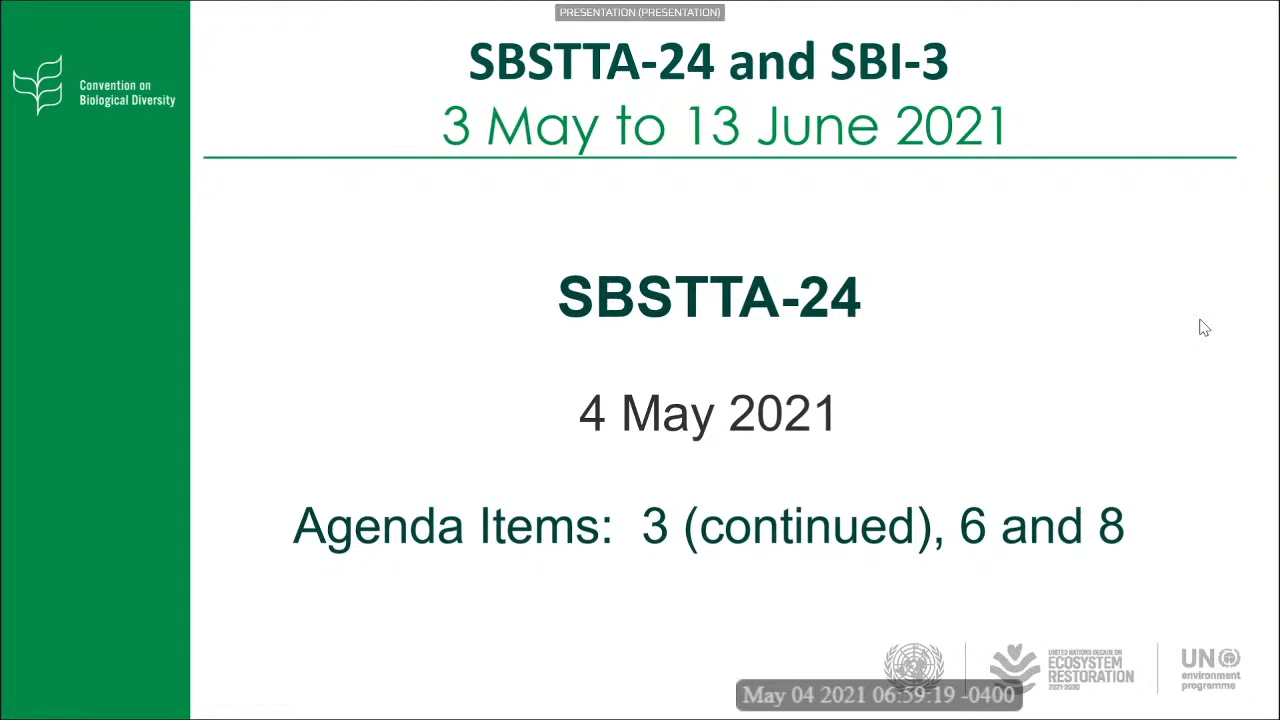 PRESENTATION (PRESENTATION)
SBSTTA-24 and SBI-3
3 May to 13 June 2021
Convention on
Biological Diversity
SBSTTA-24
4 May 2021
Agenda Items: 3 (continued), 6 and 8
UNITED NATIONS DECADE ON
ECOSYSTEM
RESTORATION
2021-2030
UN
environment
programme
May 04 2021 06:59:19 -0400